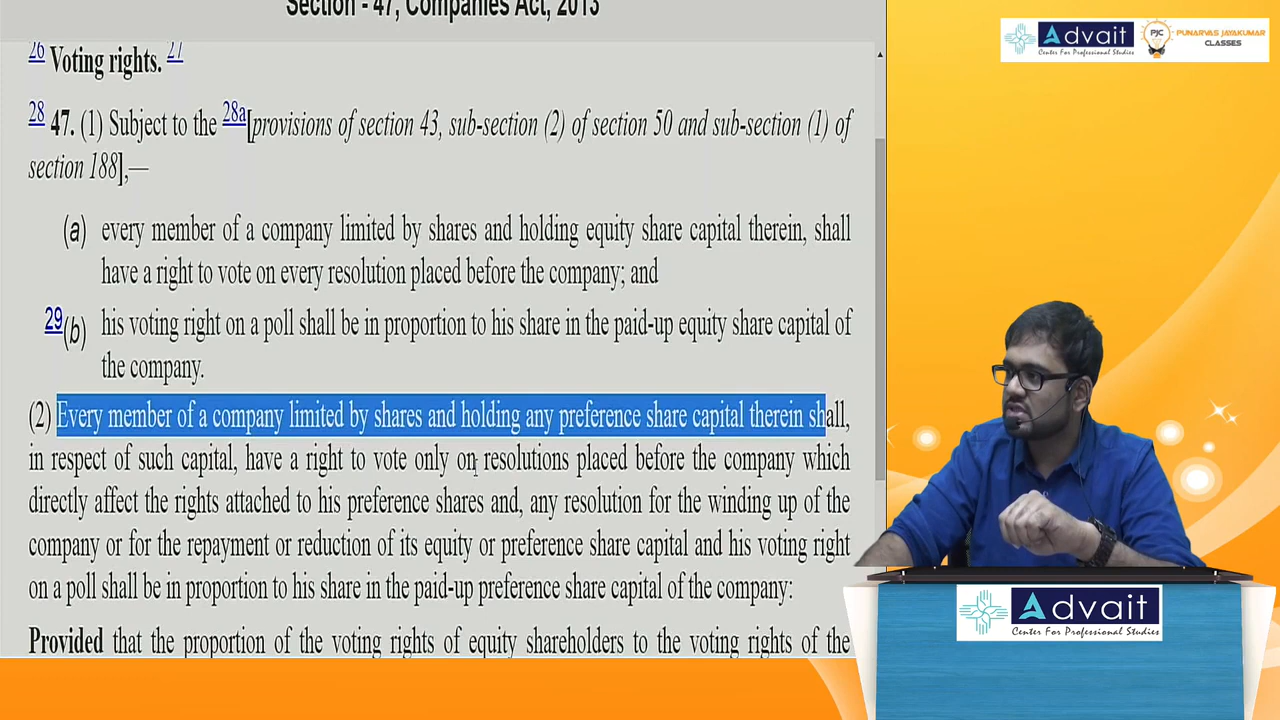 Section - 47, Companies Act, 2013
26 Voting rights. 27
28 47. (1) Subject to the 28a[provisions of section 43, sub-section (2) of section 50 and sub-section (1) of
section 188],—
(a) every member of a company limited by shares and holding equity share capital therein, shall
have a right to vote on every resolution placed before the company; and
29(b) his voting right on a poll shall be in proportion to his share in the paid-up equity share capital of
the company.
(2) Every member of a company limited by shares and holding any preference share capital therein shall,
in respect of such capital, have a right to vote only on resolutions placed before the company which
directly affect the rights attached to his preference shares and, any resolution for the winding up of the
company or for the repayment or reduction of its equity or preference share capital and his voting right
on a poll shall be in proportion to his share in the paid-up preference share capital of the company:
Provided that the proportion of the voting rights of equity shareholders to the voting rights of the
Advait
Center For Professional Studies
PJC
PUNARVAS JAYAKUMAR
CLASSES
Advait
Center For Professional Studies